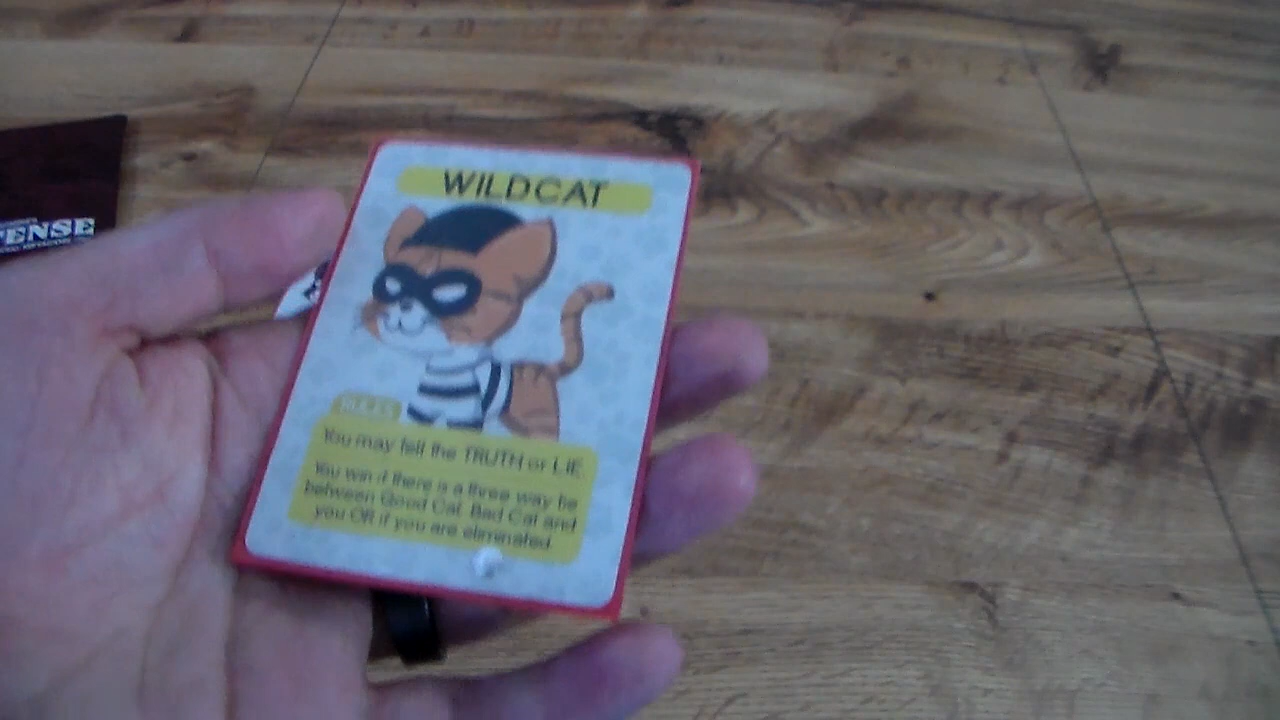 WILDCAT
RULES
You may tell the TRUTH or LIE.
You win if there is a three way tie
between Good Cat, Bad Cat and
you OR if you are eliminated.
ENSE